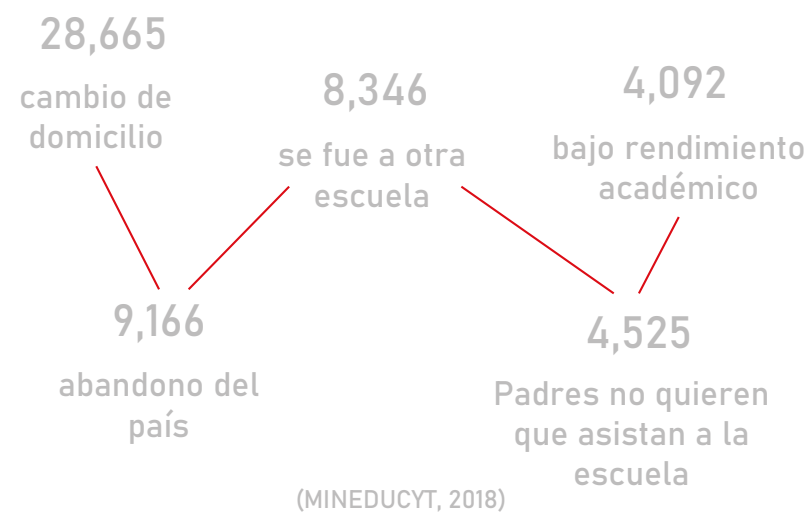 28,665
cambio de
domicilio
9,166
abandono del
país
8,346
se fue a otra
escuela
4,525
Padres no quieren
que asistan a la
escuela
4,092
bajo rendimiento
académico
(MINEDUCYT, 2018)